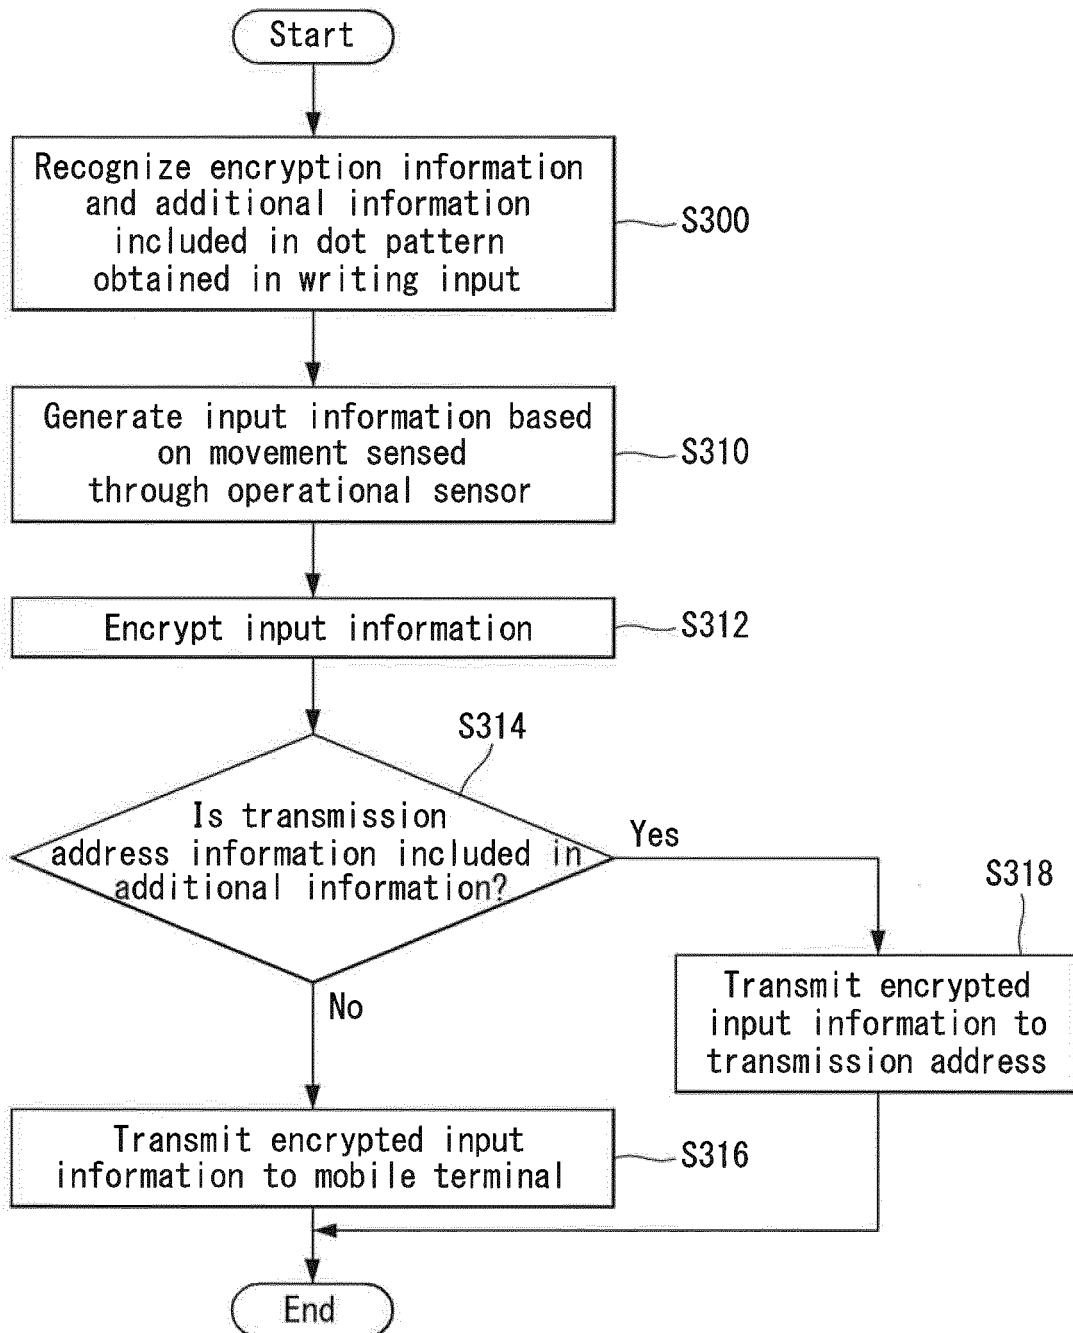 Start
Recognize encryption information
and additional information
included in dot pattern
obtained in writing input
S300
Generate input information based
on movement sensed
through operational sensor
S310
Encrypt input information
S312
S314
Is transmission
address information included in
additional information?
Yes
No
S318
Transmit encrypted
input information to
transmission address
Transmit encrypted input
information to mobile terminal
S316
End